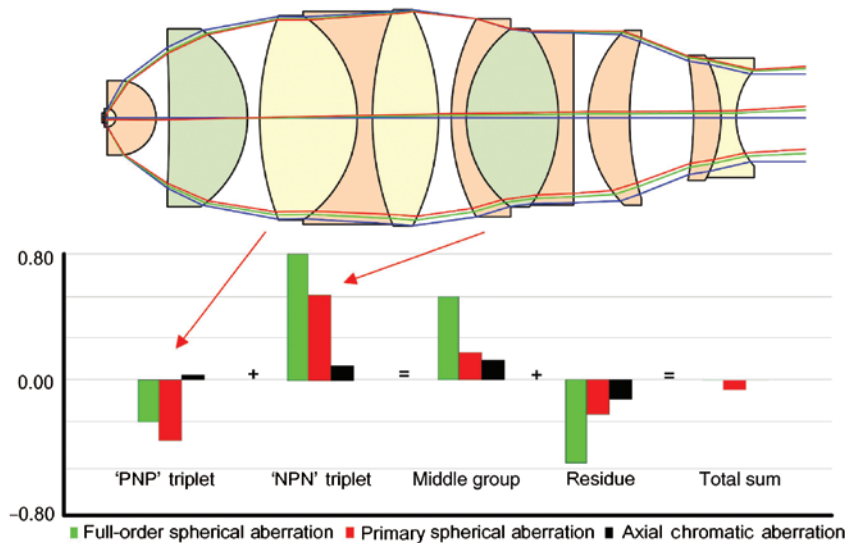 0.80
+
=
+
=
0.00
‘PNP’ triplet
‘NPN’ triplet
Middle group
Residue
Total sum
–0.80
Full-order spherical aberration
Primary spherical aberration
Axial chromatic aberration